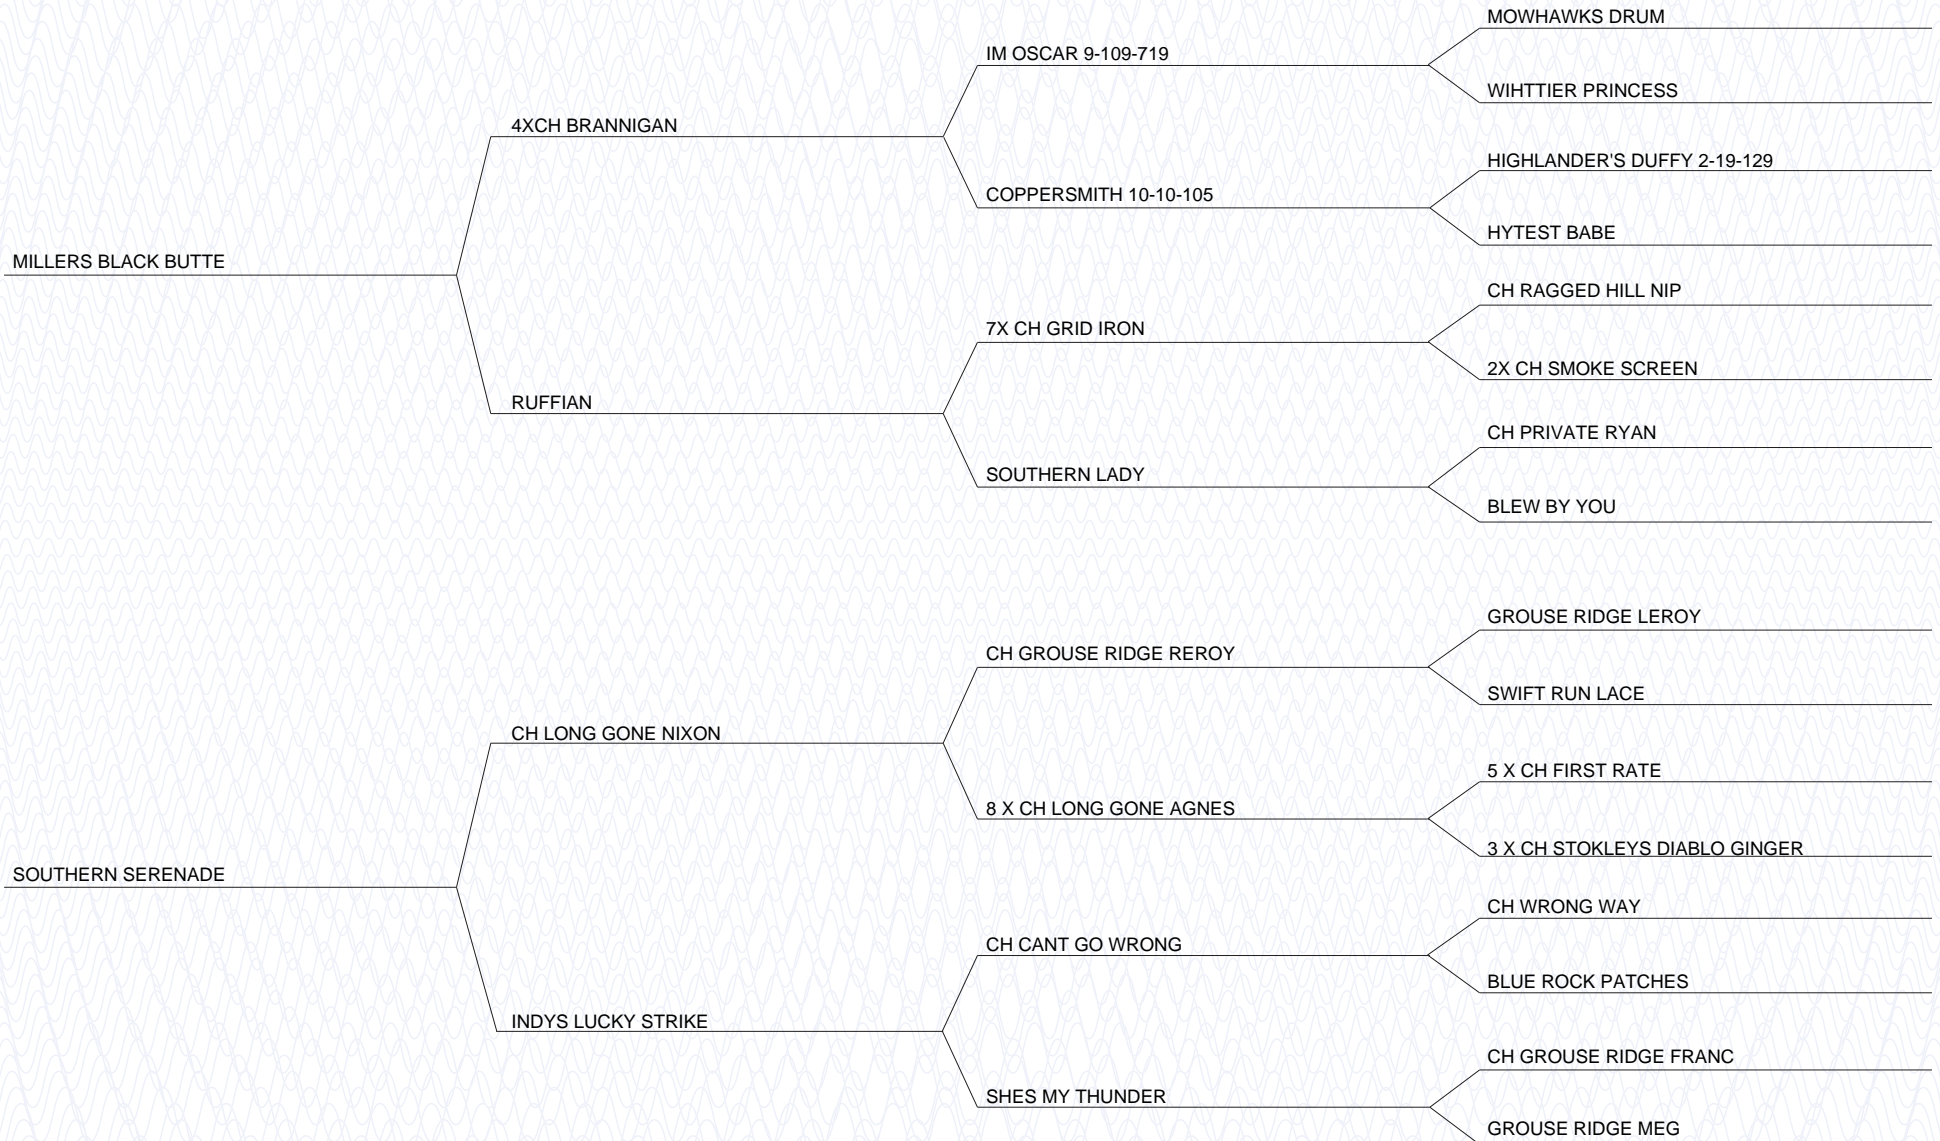 MOWHAWKS DRUM
IM OSCAR 9-109-719
WIHTTIER PRINCESS
4XCH BRANNIGAN
HIGHLANDER'S DUFFY 2-19-129
COPPERSMITH 10-10-105
HYTEST BABE
MILLERS BLACK BUTTE
CH RAGGED HILL NIP
7X CH GRID IRON
2X CH SMOKE SCREEN
RUFFIAN
CH PRIVATE RYAN
SOUTHERN LADY
BLEW BY YOU
GROUSE RIDGE LEROY
CH GROUSE RIDGE REROY
SWIFT RUN LACE
CH LONG GONE NIXON
5 X CH FIRST RATE
8 X CH LONG GONE AGNES
3 X CH STOKLEYS DIABLO GINGER
SOUTHERN SERENADE
CH WRONG WAY
CH CANT GO WRONG
BLUE ROCK PATCHES
INDYS LUCKY STRIKE
CH GROUSE RIDGE FRANC
SHES MY THUNDER
GROUSE RIDGE MEG